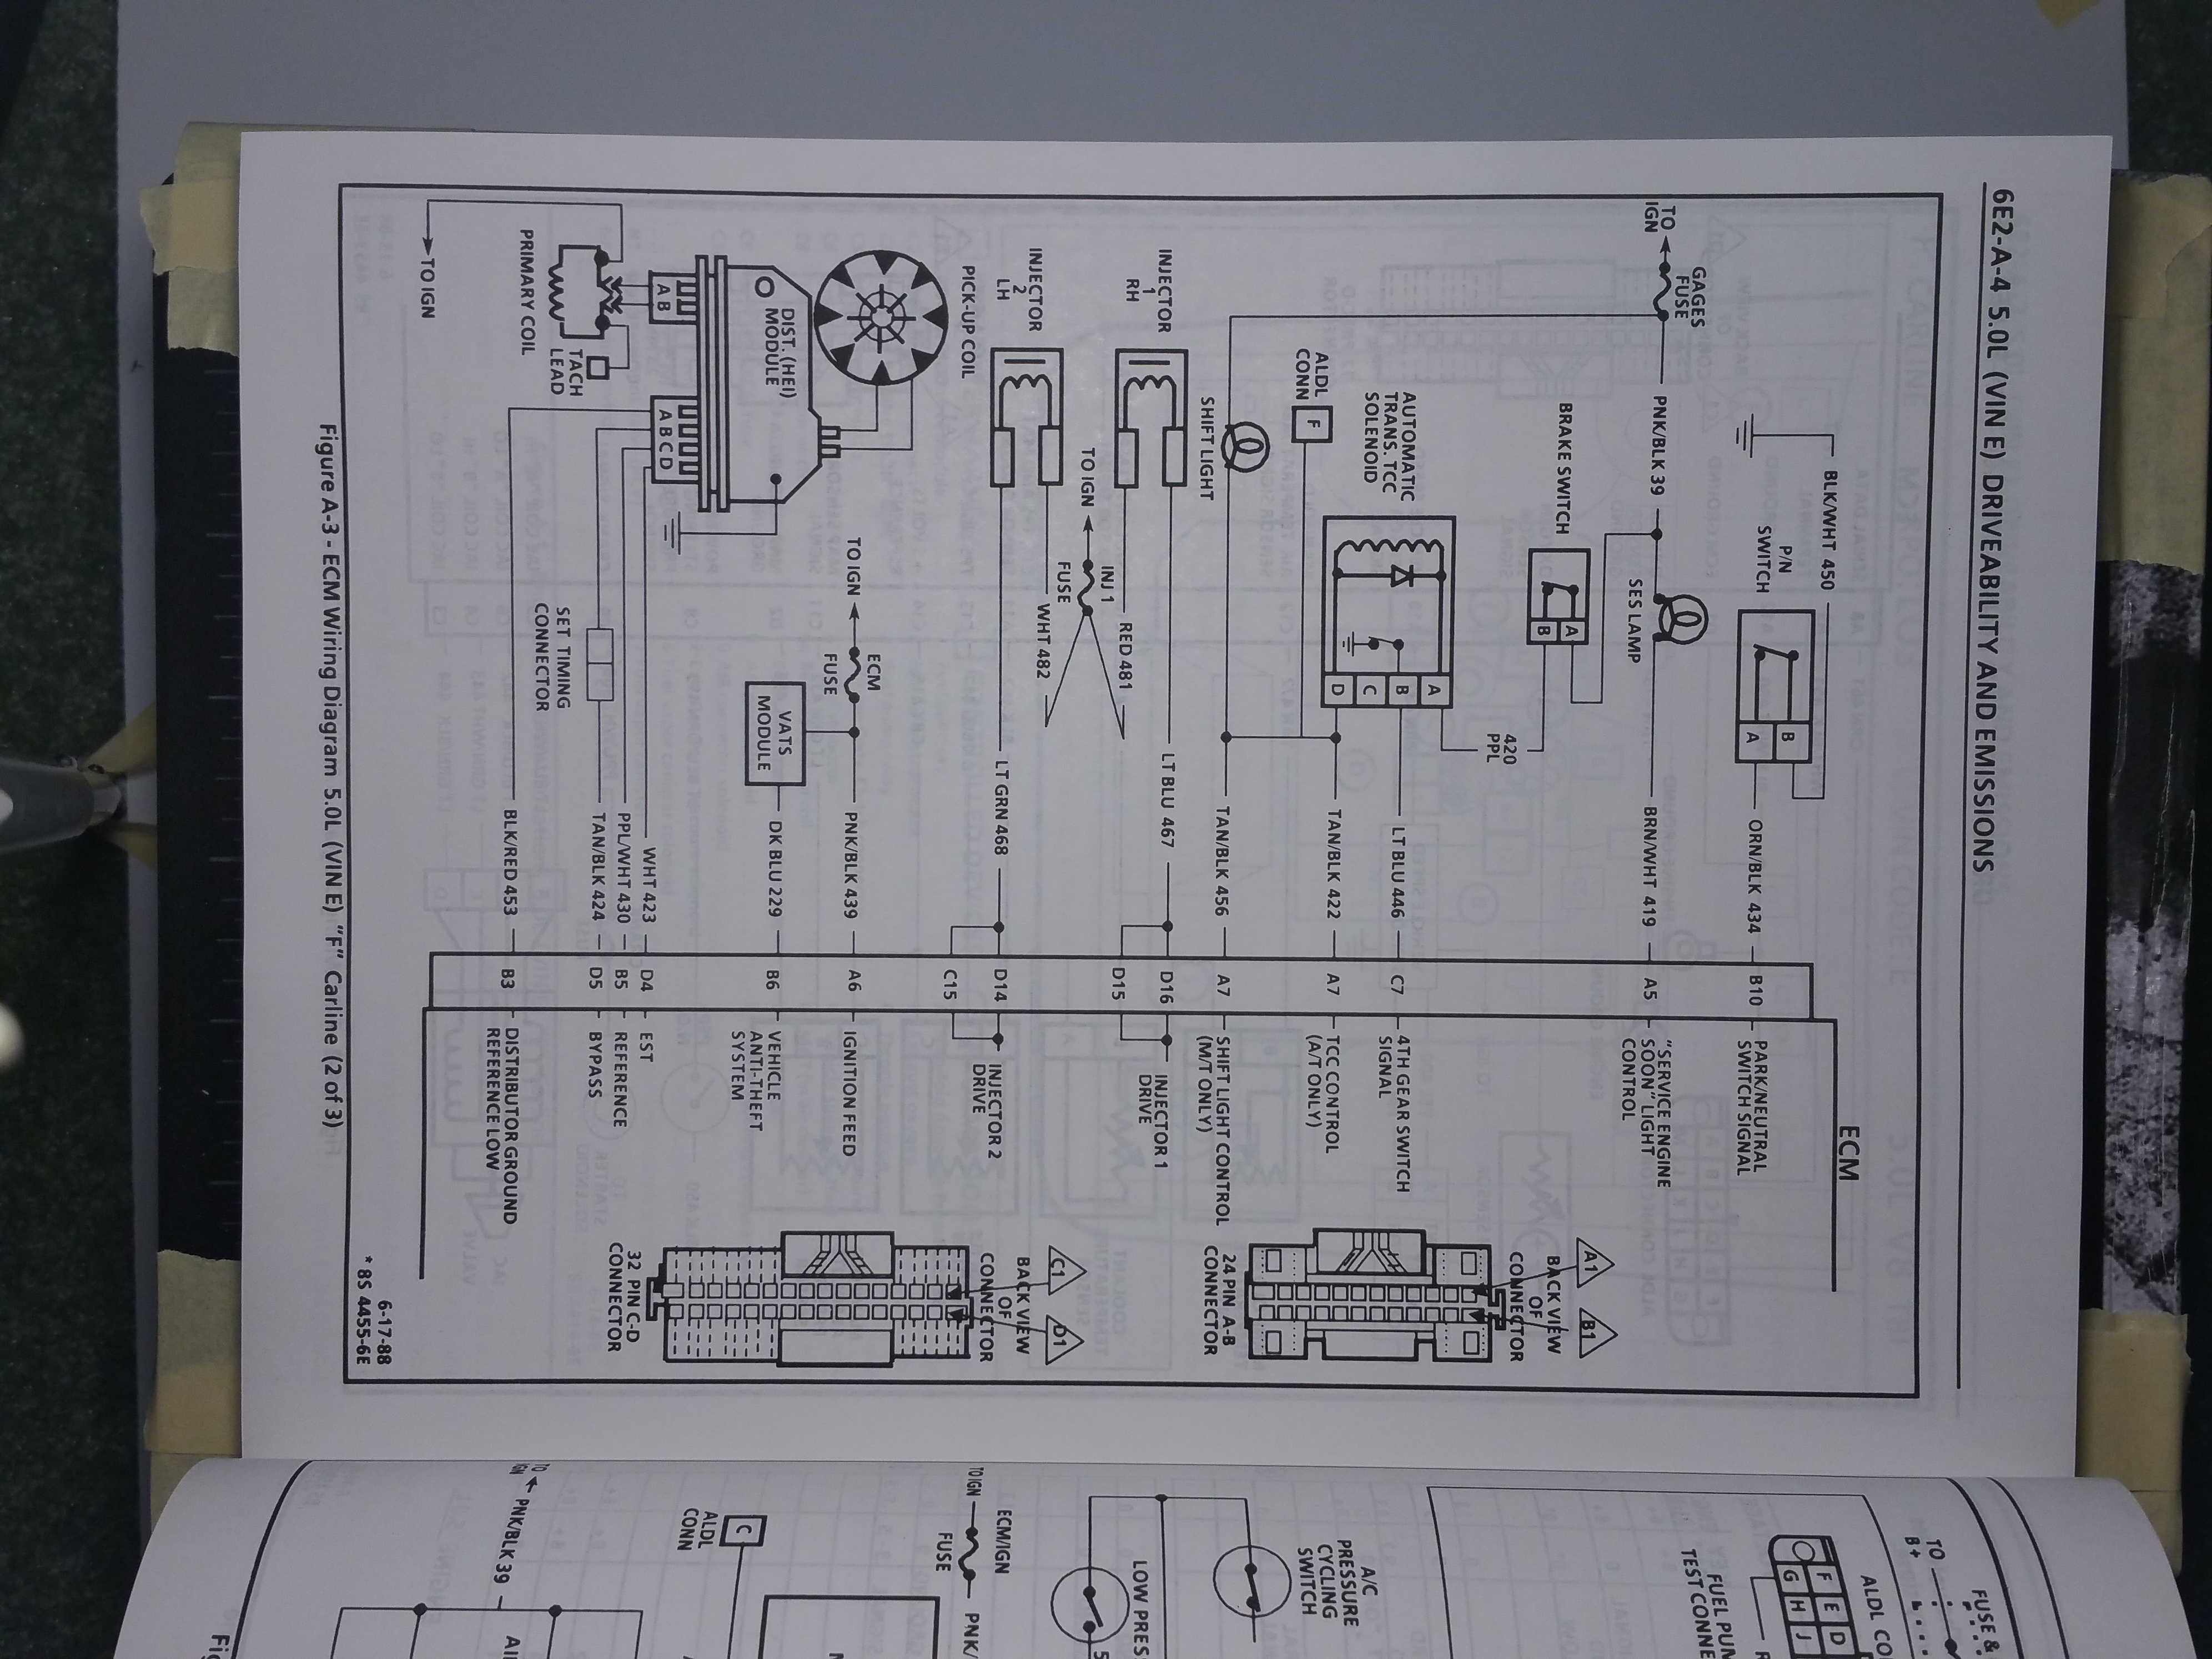 6E2-A-4 5.0L (VIN E) DRIVEABILITY AND EMISSIONS
ECM
BLK/WHT 450
P/N
SWITCH
B
A
ORN/BLK 434
B10
PARK/NEUTRAL
SWITCH SIGNAL
TO
IGN
GAGES
FUSE
PNK/BLK 39
SES LAMP
BRN/WHT 419
A5
"SERVICE ENGINE
SOON" LIGHT
CONTROL
BRAKE SWITCH
A
B
420
PPL
AUTOMATIC
TRANS. TCC
SOLENOID
A
B
C
D
LT BLU 446
C7
4TH GEAR SWITCH
SIGNAL
ALDL
CONN
F
TAN/BLK 422
A7
TCC CONTROL
(A/T ONLY)
SHIFT LIGHT
TAN/BLK 456
A7
SHIFT LIGHT CONTROL
(M/T ONLY)
A1
B1
BACK VIEW
OF
CONNECTOR
24 PIN A-B
CONNECTOR
INJECTOR
1
RH
LT BLU 467
D16
D15
INJECTOR 1
DRIVE
RED 481
TO IGN
INJ 1
FUSE
WHT 482
INJECTOR
2
LH
LT GRN 468
D14
C15
INJECTOR 2
DRIVE
C1
D1
BACK VIEW
OF
CONNECTOR
32 PIN C-D
CONNECTOR
PICK-UP COIL
TO IGN
ECM
FUSE
PNK/BLK 439
A6
IGNITION FEED
VATS
MODULE
DK BLU 229
B6
VEHICLE
ANTI-THEFT
SYSTEM
DIST. (HEI)
MODULE
A B
A B C D
WHT 423
D4
EST
PPL/WHT 430
B5
REFERENCE
TAN/BLK 424
D5
BYPASS
SET TIMING
CONNECTOR
BLK/RED 453
B3
DISTRIBUTOR GROUND
REFERENCE LOW
TACH
LEAD
PRIMARY COIL
TO IGN
6-17-88
* 8S 4455-6E
Figure A-3 - ECM Wiring Diagram 5.0L (VIN E) "F" Carline (2 of 3)
FUSE &
TO
B+
ALDL CO
F E D
G H J
FUEL PUM
TEST CONNE
A/C
PRESSURE
CYCLING
SWITCH
LOW PRES
ECM/IGN
FUSE
TO IGN
PNK/
C
ALDL
CONN
TO
IGN
PNK/BLK 39
Fig